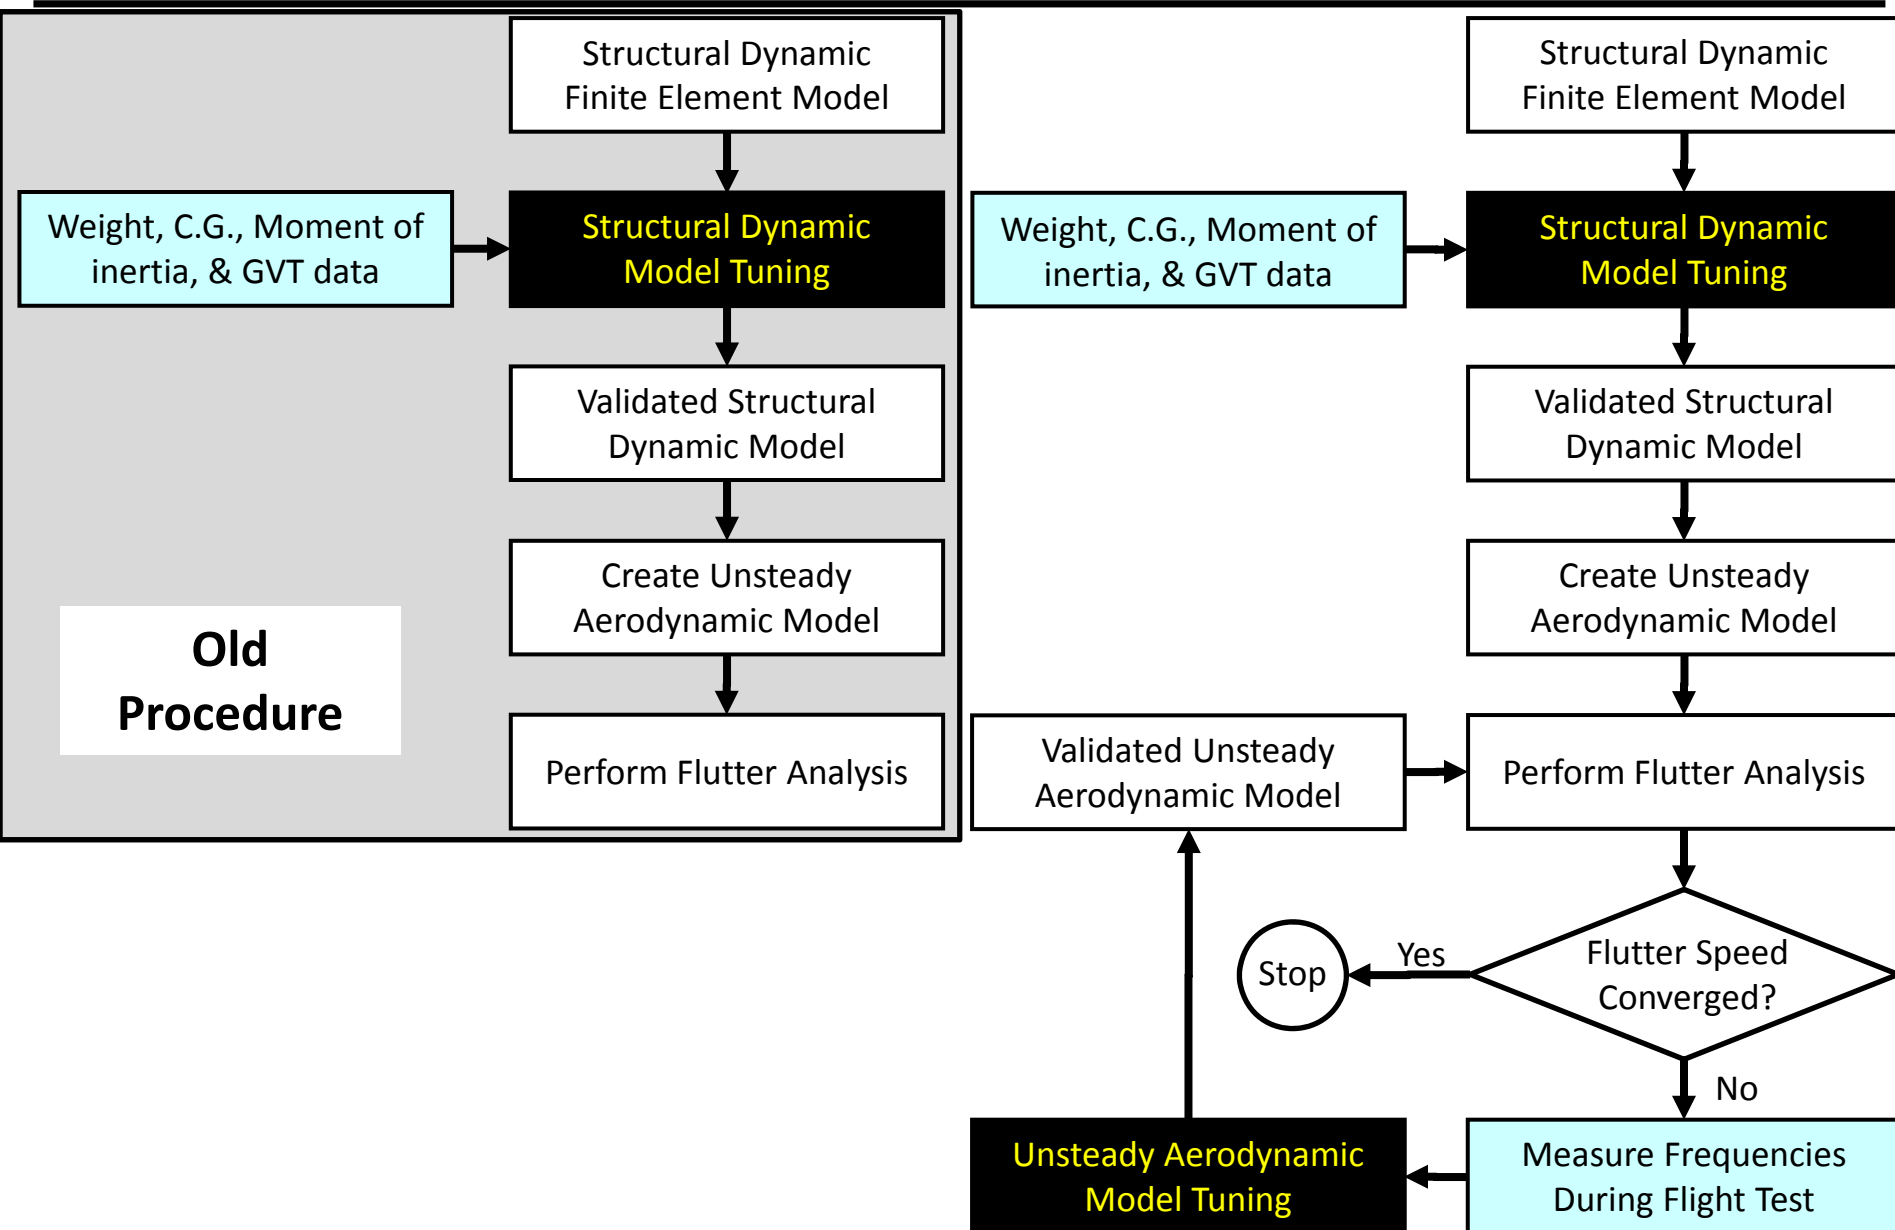 Structural Dynamic
Finite Element Model
Weight, C.G., Moment of
inertia, & GVT data
Structural Dynamic
Model Tuning
Validated Structural
Dynamic Model
Create Unsteady
Aerodynamic Model
Old
Procedure
Perform Flutter Analysis
Structural Dynamic
Finite Element Model
Weight, C.G., Moment of
inertia, & GVT data
Structural Dynamic
Model Tuning
Validated Structural
Dynamic Model
Create Unsteady
Aerodynamic Model
Validated Unsteady
Aerodynamic Model
Perform Flutter Analysis
Stop
Yes
Flutter Speed
Converged?
No
Unsteady Aerodynamic
Model Tuning
Measure Frequencies
During Flight Test